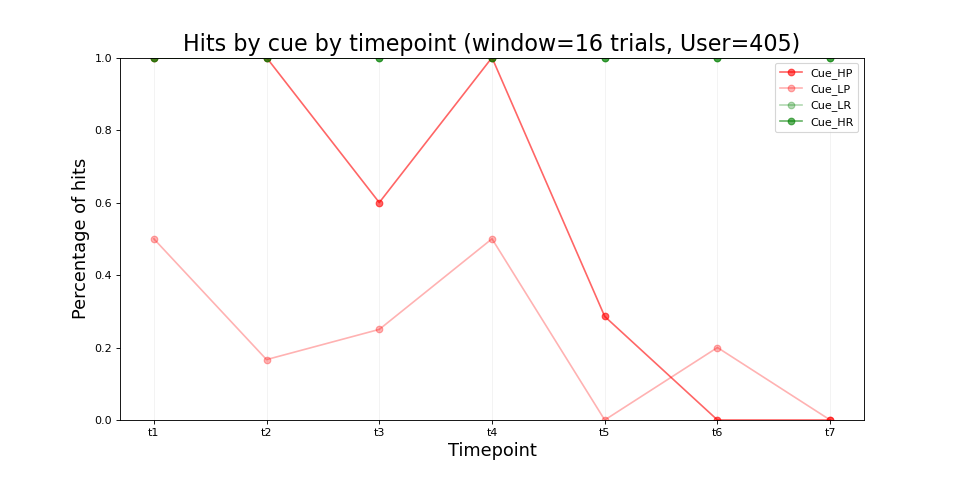 Hits by cue by timepoint (window=16 trials, User=405)
Percentage of hits
1.0
0.8
0.6
0.4
0.2
0.0
Cue_HP
Cue_LP
Cue_LR
Cue_HR
t1 t2 t3 t4 t5 t6 t7
Timepoint